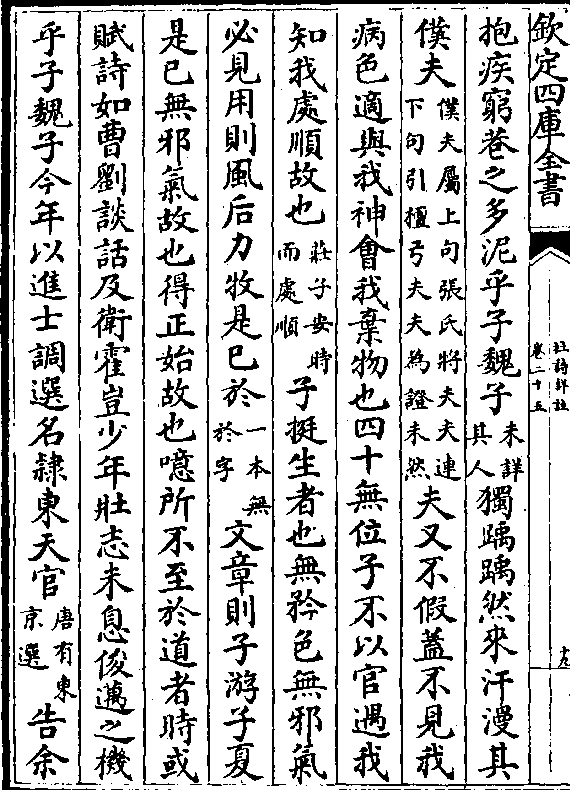 欽定四庫全書
杜詩詳註
卷二十五
十九
抱疾窮巷之多泥乎子魏子未詳其人獨踽踽然來汗漫其
僕夫僕夫屬上句張氏將夫夫連下句引檀弓夫夫為證未然夫又不假蓋不見我
病色適與我神會我棄物也四十無位子不以官遇我
知我處順故也莊子安時而處順子挺生者也無矜色無邪氣
必見用則風后力牧是已於一本無於字文章則子游子夏
是已無邪氣故也得正始故也噫所不至於道者時或
賦詩如曹劉談話及衛霍豈少年壯志未息俊邁之機
乎子魏子今年以進士調選名隸東天官唐有東京選告余